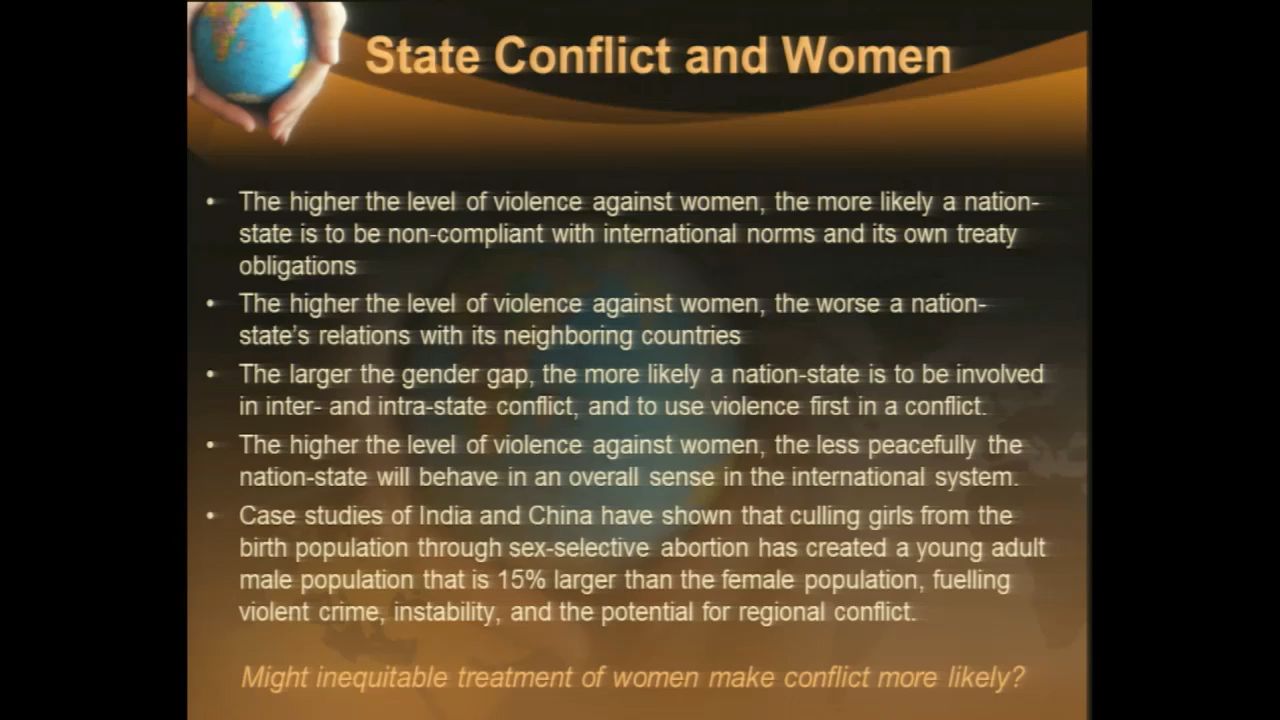 State Conflict and Women
• The higher the level of violence against women, the more likely a nation-
state is to be non-compliant with international norms and its own treaty
obligations
• The higher the level of violence against women, the worse a nation-
state's relations with its neighboring countries
• The larger the gender gap, the more likely a nation-state is to be involved
in inter- and intra-state conflict, and to use violence first in a conflict.
• The higher the level of violence against women, the less peacefully the
nation-state will behave in an overall sense in the international system.
• Case studies of India and China have shown that culling girls from the
birth population through sex-selective abortion has created a young adult
male population that is 15% larger than the female population, fuelling
violent crime, instability, and the potential for regional conflict.
Might inequitable treatment of women make conflict more likely?